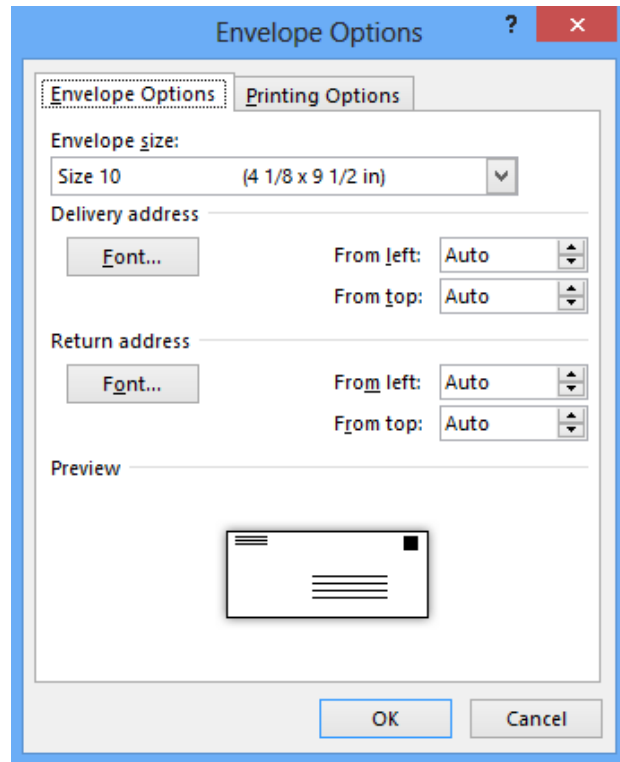 Envelope Options ?
Envelope Options Printing Options
Envelope size:
Size 10 (4 1/8 x 9 1/2 in)
Delivery address
Font... From left: Auto
From top: Auto
Return address
Font... From left: Auto
From top: Auto
Preview
OK Cancel